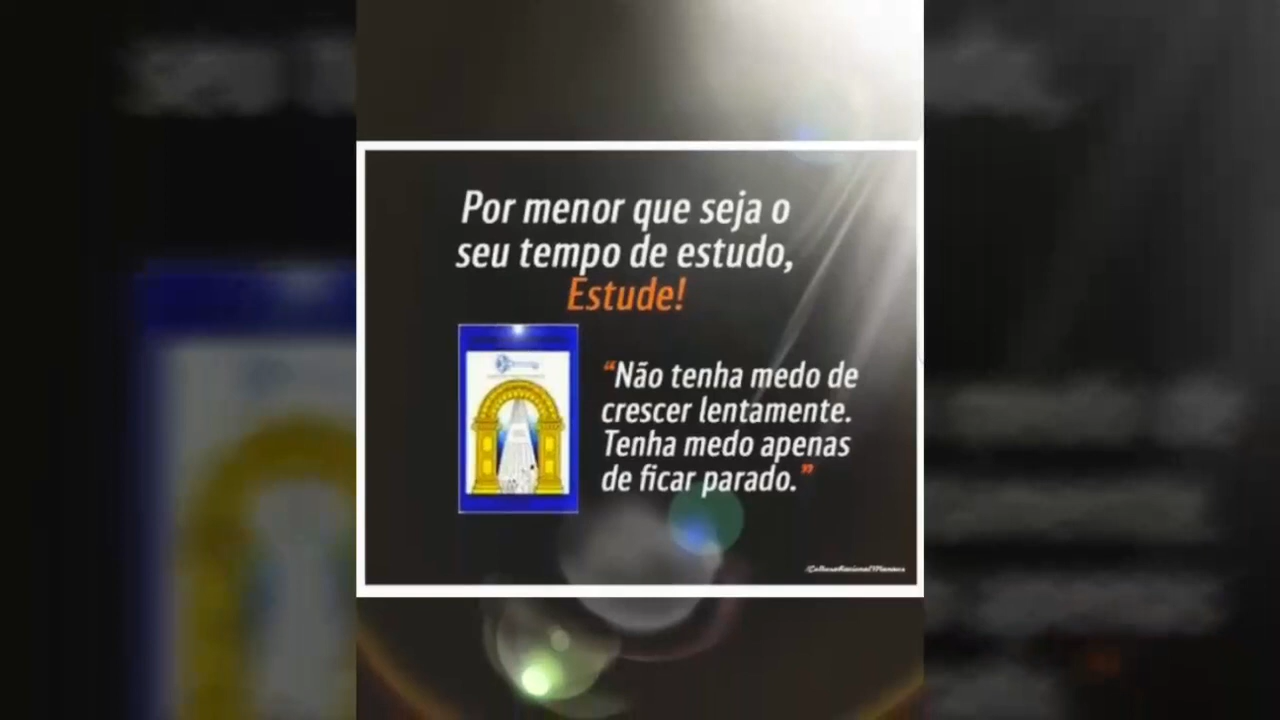 Por menor que seja o
seu tempo de estudo,
Estude!
“Não tenha medo de
crescer lentamente.
Tenha medo apenas
de ficar parado.”